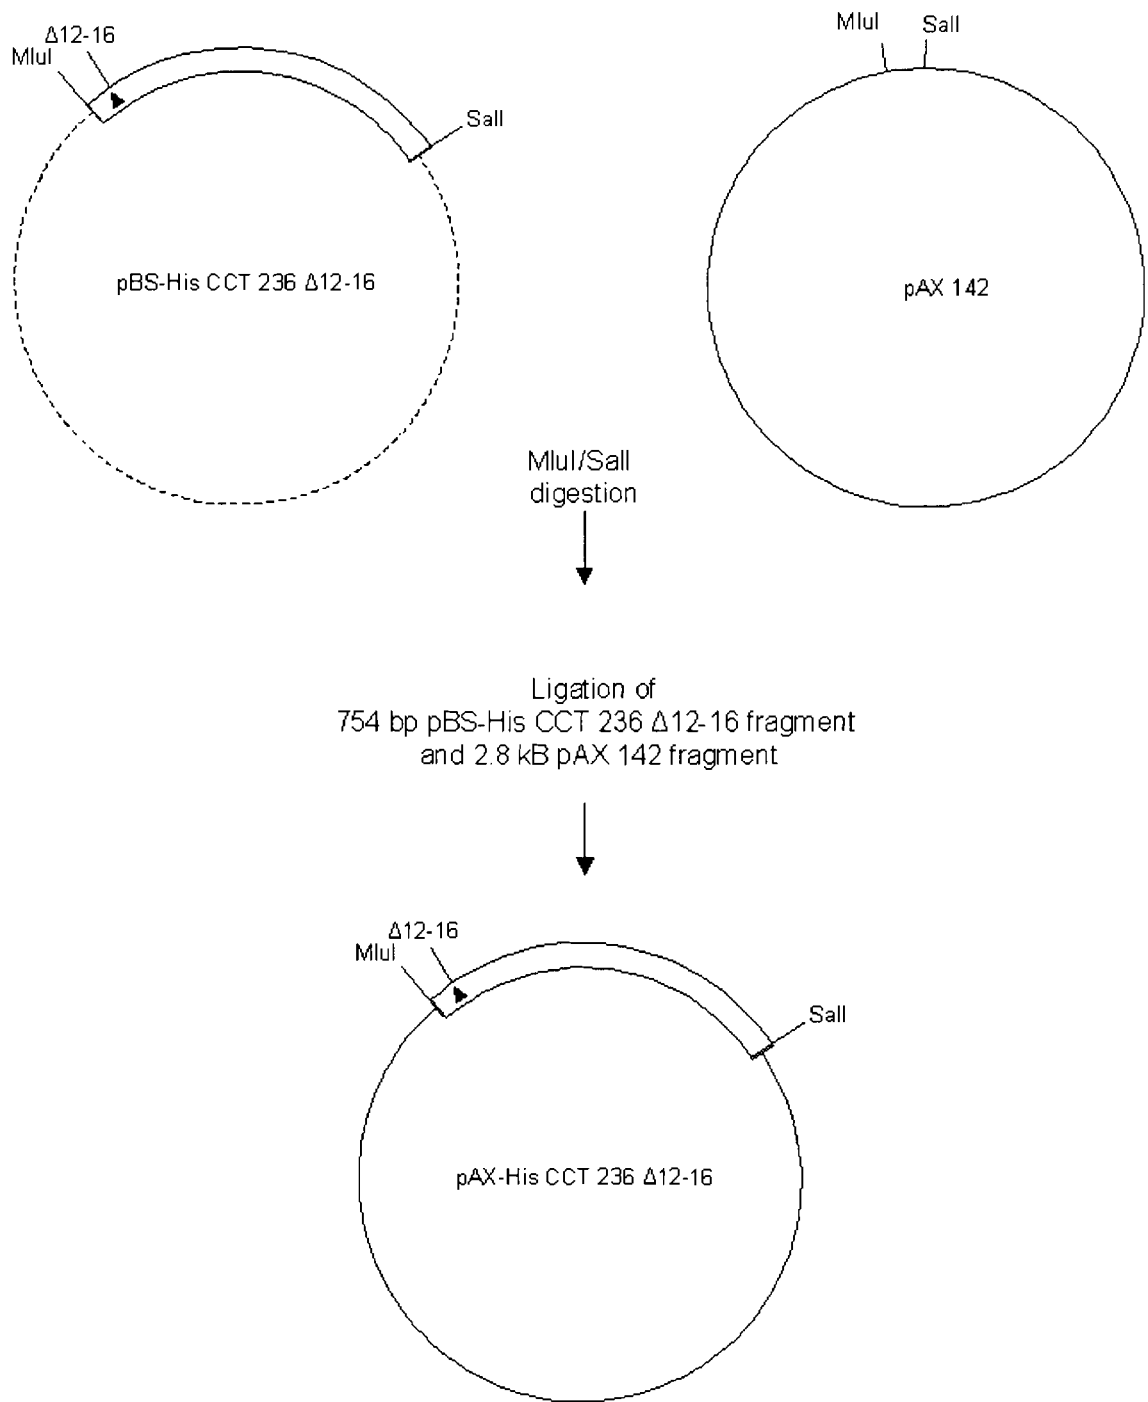 Δ12-16
MluI
SalI
pBS-His CCT 236 Δ12-16
MluI
SalI
pAX 142
MluI/SalI
digestion
Ligation of
754 bp pBS-His CCT 236 Δ12-16 fragment
and 2.8 kB pAX 142 fragment
Δ12-16
MluI
SalI
pAX-His CCT 236 Δ12-16